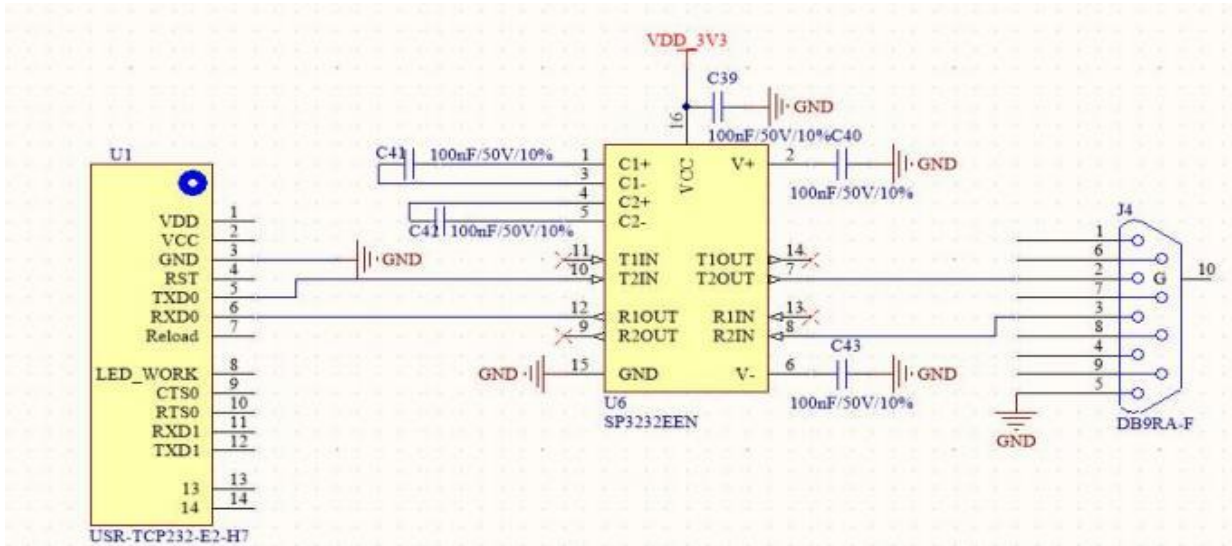 VDD_3V3
C39
GND
16
100nF/50V/10%
C40
U1
C41
100nF/50V/10%
1
C1+
3
C1-
4
C2+
5
C2-
VCC
V+
2
GND
100nF/50V/10%
C42
100nF/50V/10%
VDD
1
VCC
2
GND
3
GND
RST
4
TXD0
5
RXD0
6
Reload
7
LED_WORK
8
CTS0
9
RTS0
10
RXD1
11
TXD1
12
13
13
14
14
USR-TCP232-E2-H7
11
T1IN
T1OUT
14
10
T2IN
T2OUT
7
12
R1OUT
R1IN
13
9
R2OUT
R2IN
8
GND
15
GND
V-
6
C43
GND
100nF/50V/10%
U6
SP3232EEN
J4
1
6
2
G
10
7
3
8
4
9
5
GND
DB9RA-F